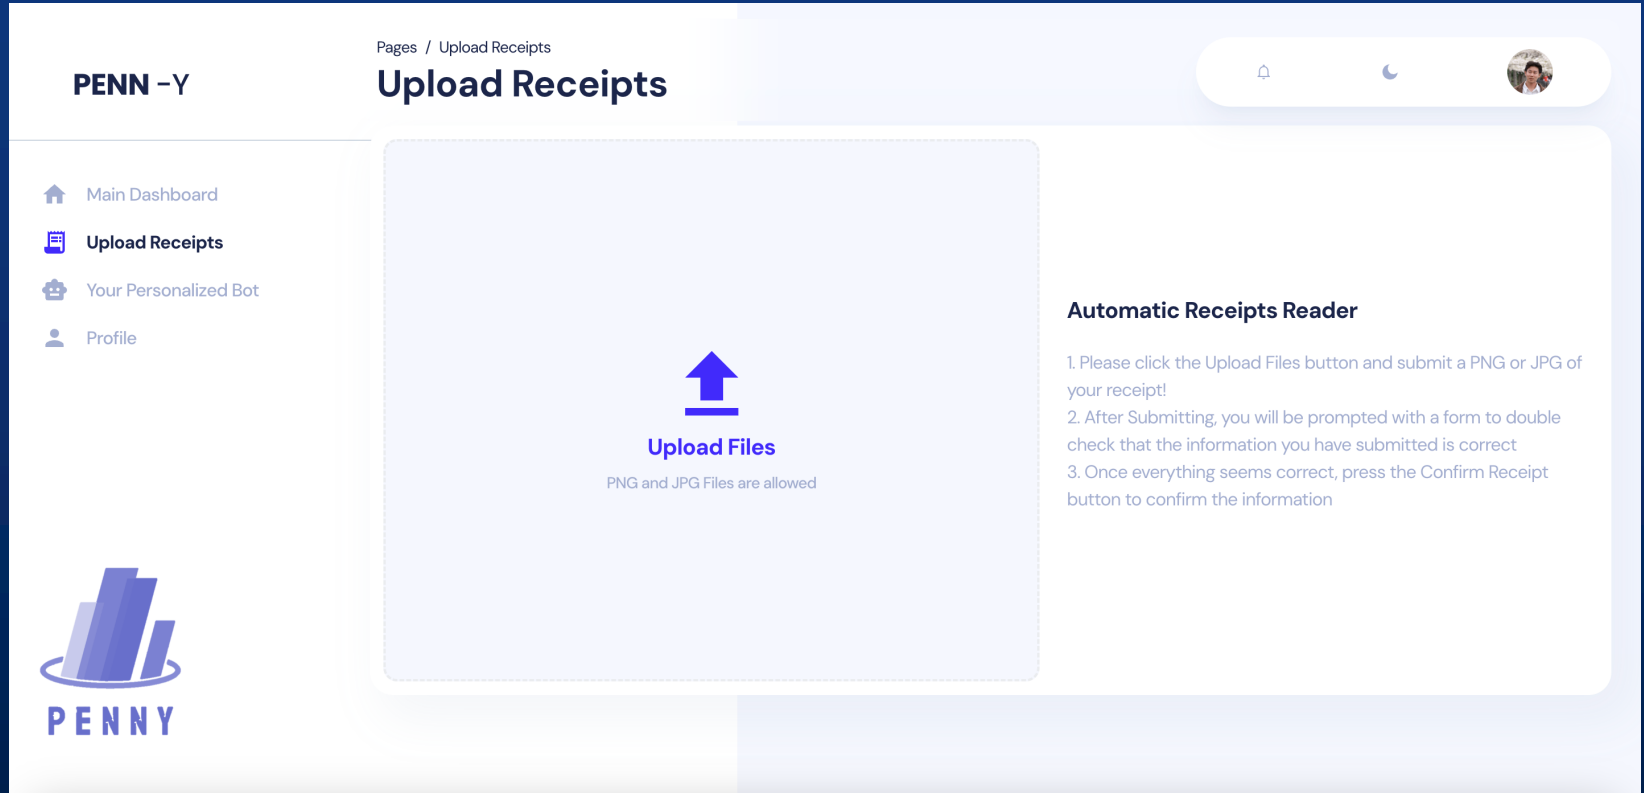 PENN -Y
Pages / Upload Receipts
Upload Receipts
Main Dashboard
Upload Receipts
Your Personalized Bot
Profile
PENNY
Upload Files
PNG and JPG Files are allowed
Automatic Receipts Reader
1. Please click the Upload Files button and submit a PNG or JPG of
your receipt!
2. After Submitting, you will be prompted with a form to double
check that the information you have submitted is correct
3. Once everything seems correct, press the Confirm Receipt
button to confirm the information